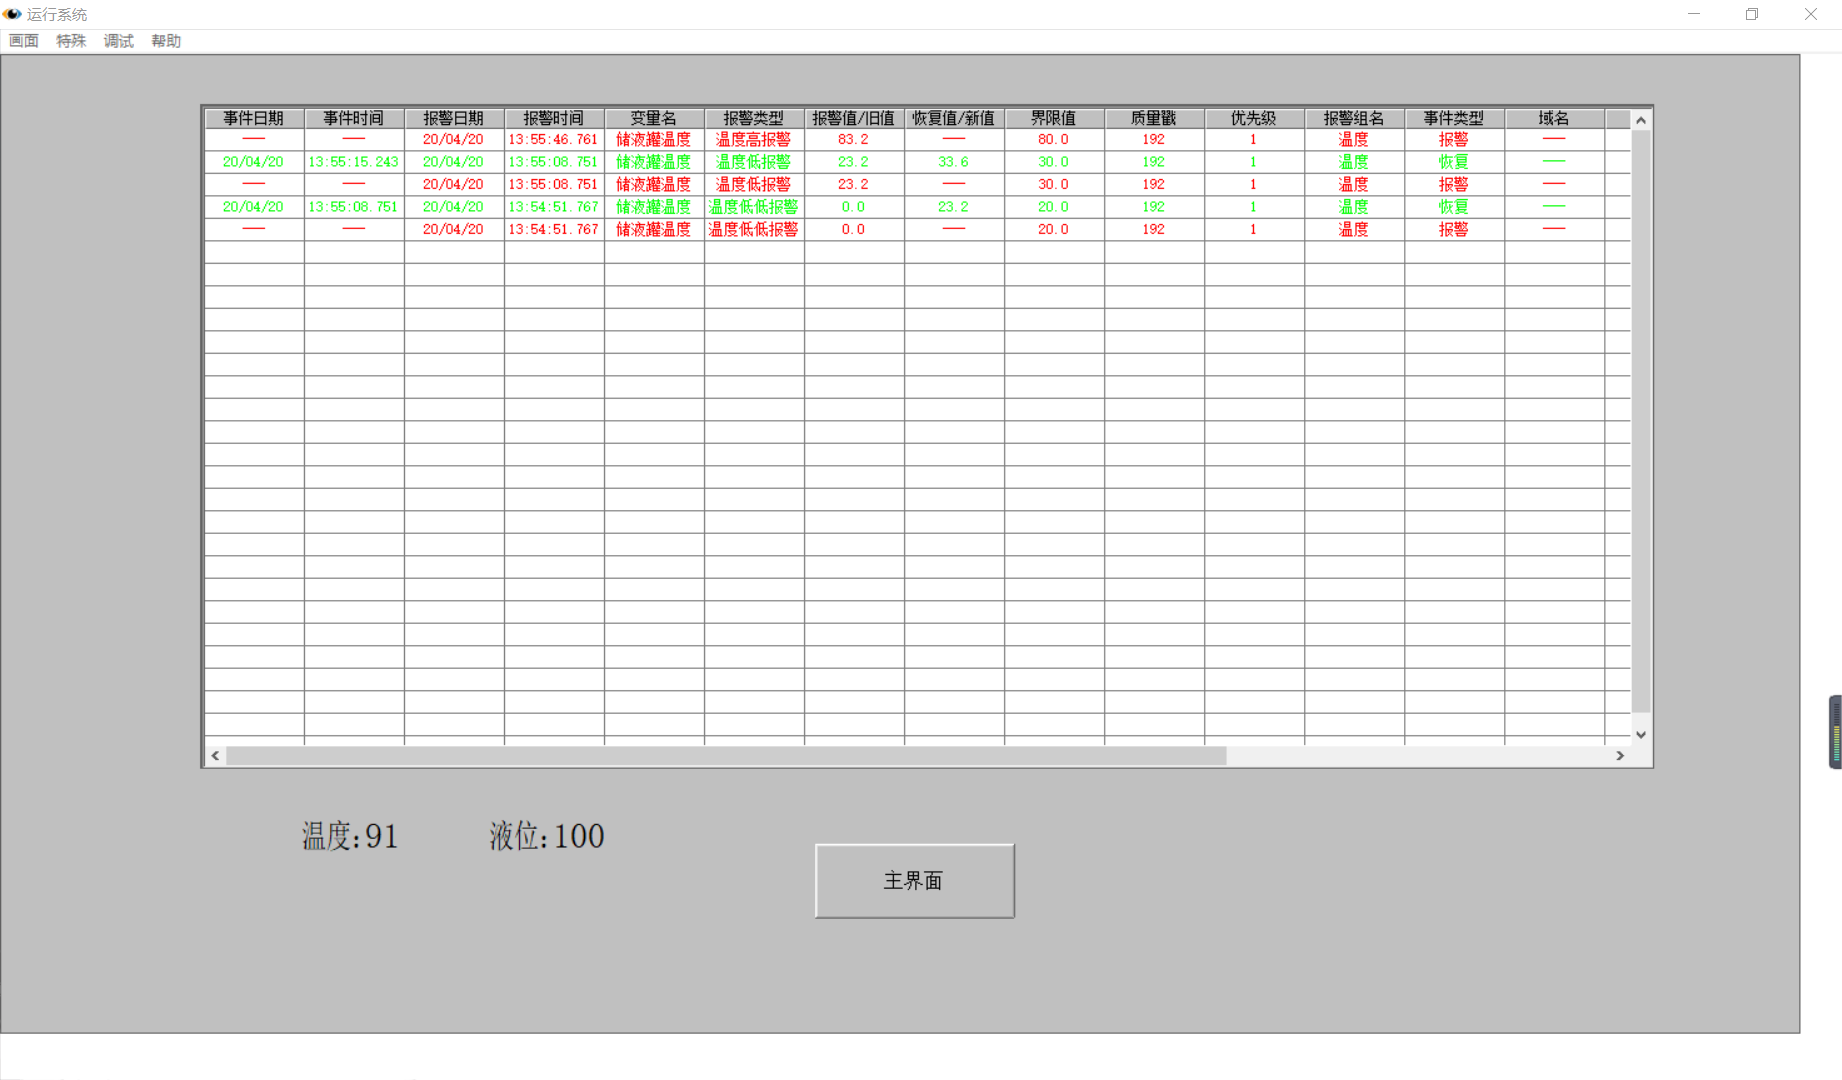 运行系统
画面 特殊 调试 帮助
事件日期 事件时间 报警日期 报警时间 变量名 报警类型 报警值/旧值 恢复值/新值 界限值 质量戳 优先级 报警组名 事件类型 域名
—— —— 20/04/20 13:55:46.761 储液罐温度 温度高报警 83.2 —— 80.0 192 1 温度 报警 ——
20/04/20 13:55:15.243 20/04/20 13:55:08.751 储液罐温度 温度低报警 23.2 33.6 30.0 192 1 温度 恢复 ——
—— —— 20/04/20 13:55:08.751 储液罐温度 温度低报警 23.2 —— 30.0 192 1 温度 报警 ——
20/04/20 13:55:08.751 20/04/20 13:54:51.767 储液罐温度 温度低低报警 0.0 23.2 20.0 192 1 温度 恢复 ——
—— —— 20/04/20 13:54:51.767 储液罐温度 温度低低报警 0.0 —— 20.0 192 1 温度 报警 ——
温度:91 液位:100
主界面